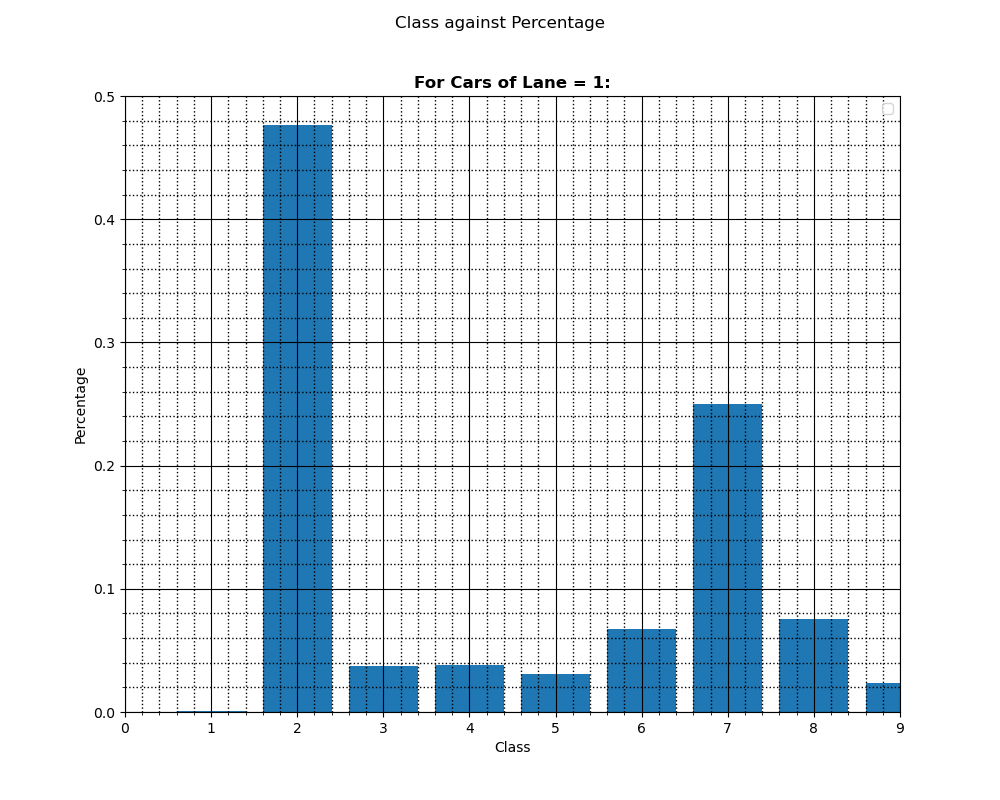 Class against Percentage
For Cars of Lane = 1:
0.5
0.4
0.3
0.2
0.1
0.0
Percentage
0 1 2 3 4 5 6 7 8 9
Class